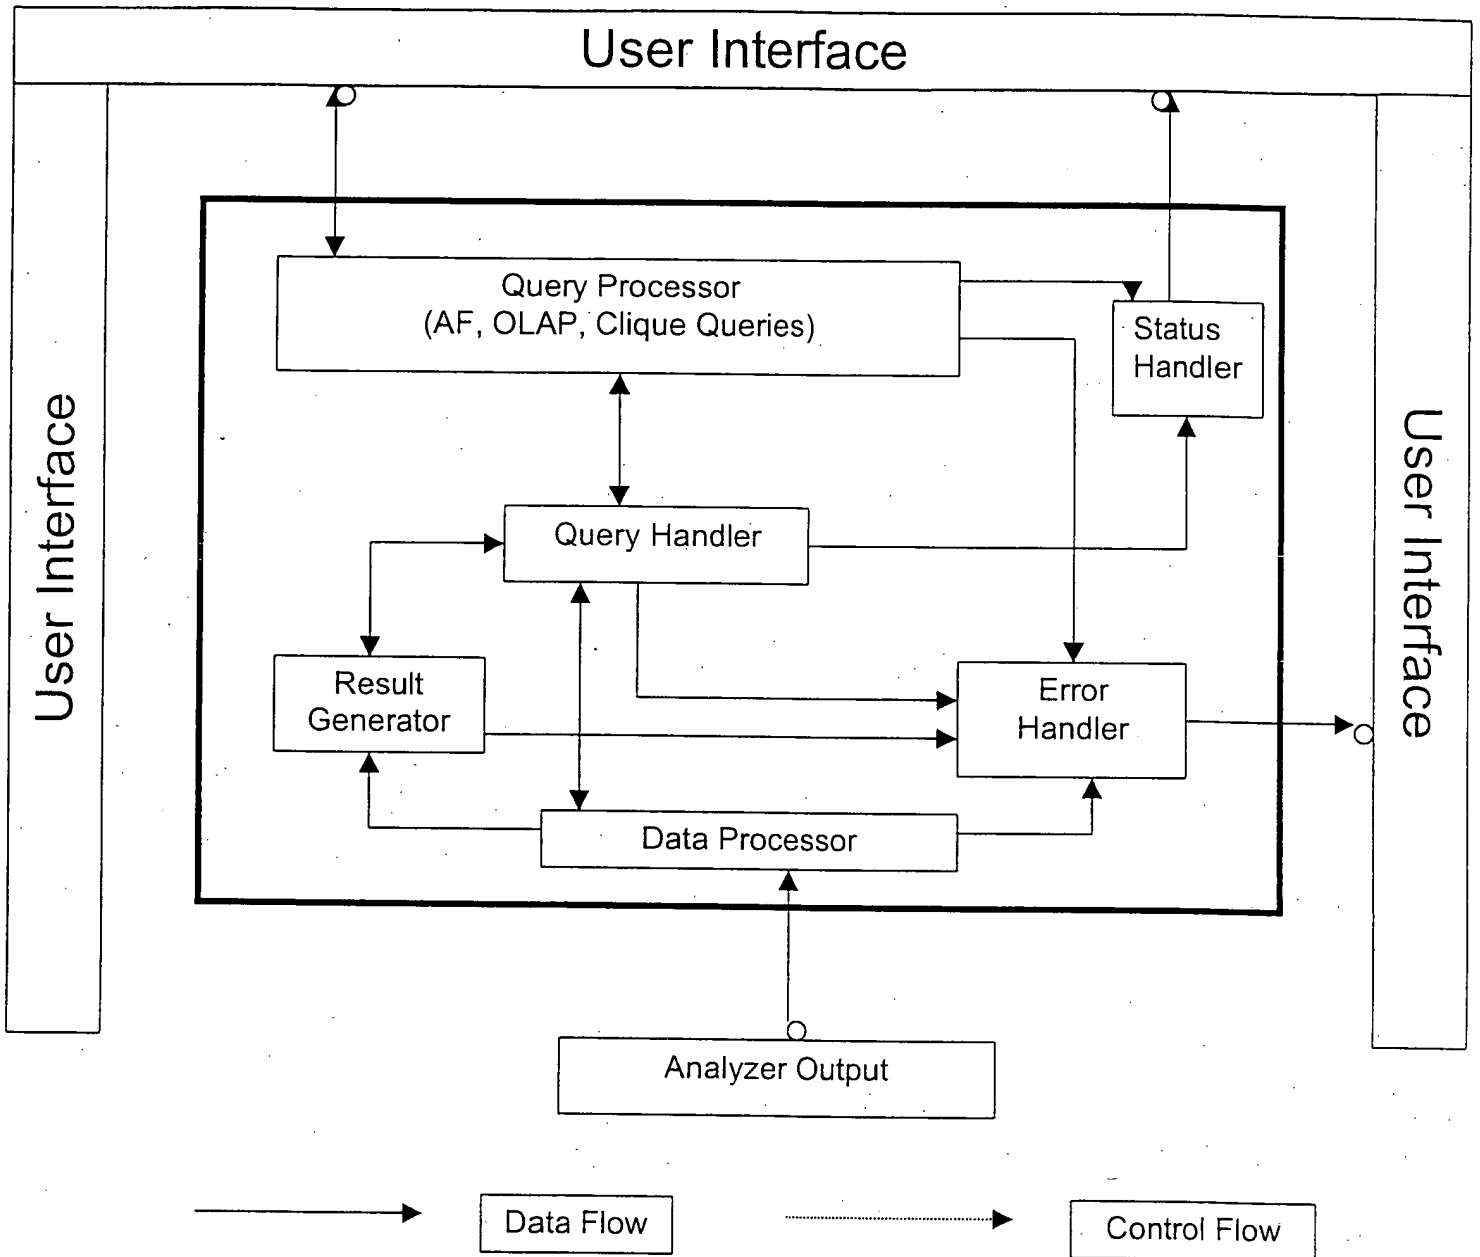 User Interface
Query Processor
(AF, OLAP, Clique Queries)
Status
Handler
User Interface
User Interface
Query Handler
Result
Generator
Error
Handler
Data Processor
Analyzer Output
Data Flow
Control Flow